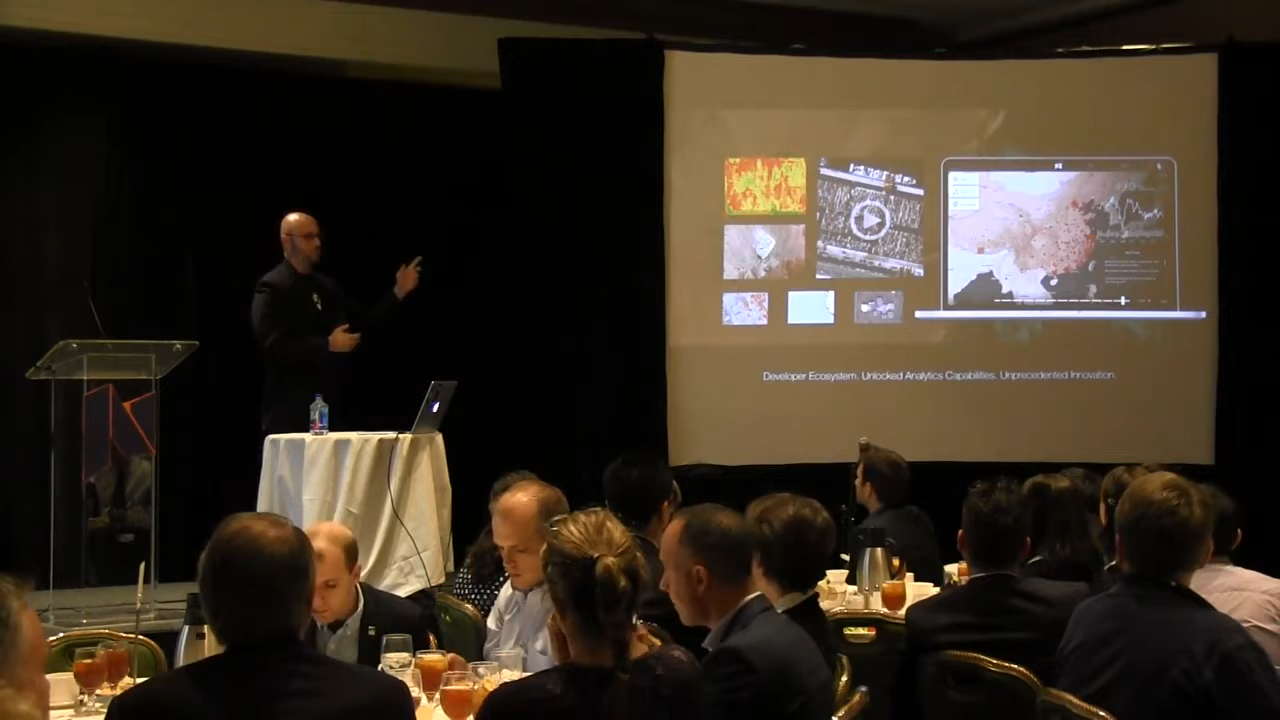 Developer Ecosystem. Unlocked Analytics Capabilities. Unprecedented Innovation.